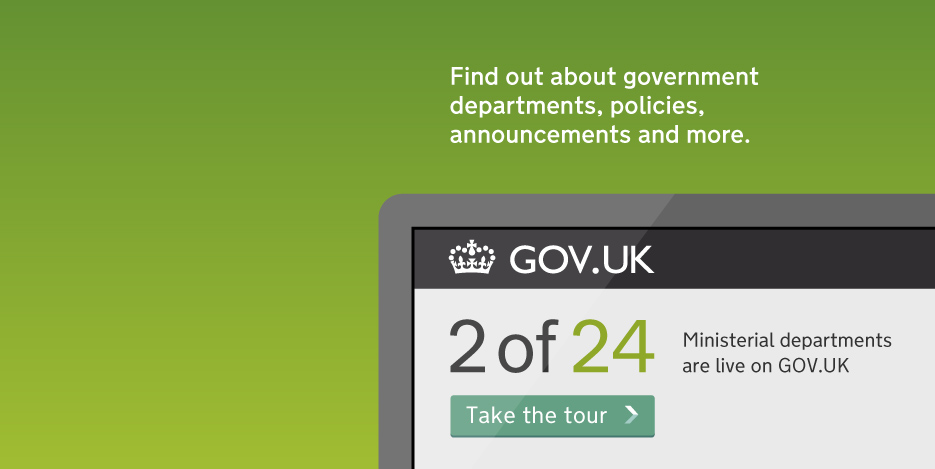 Find out about government
departments, policies,
announcements and more.
GOV.UK
2 of 24
Ministerial departments
are live on GOV.UK
Take the tour